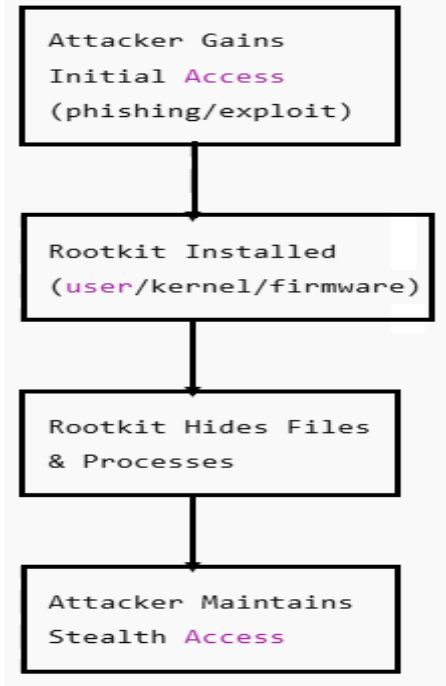 Attacker Gains
Initial Access
(phishing/exploit)
Rootkit Installed
(user/kernel/firmware)
Rootkit Hides Files
& Processes
Attacker Maintains
Stealth Access